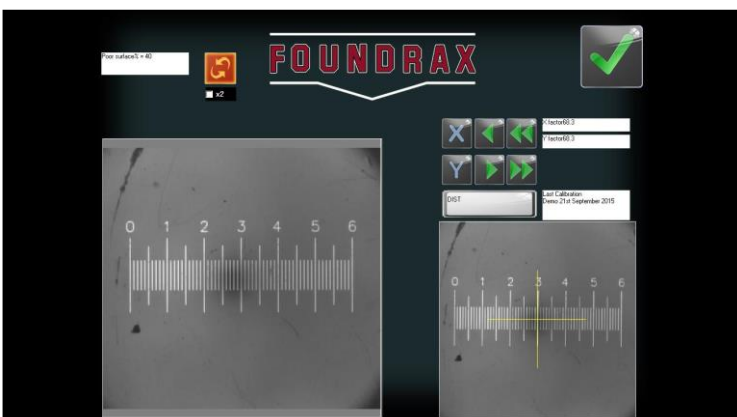 Poor surface% = 40
x2
FOUNDRAX
X factor68.3
Y factor68.3
X
Y
DIST
Last Calibration
Demo 21st September 2015
0 1 2 3 4 5 6
0 1 2 3 4 5 6